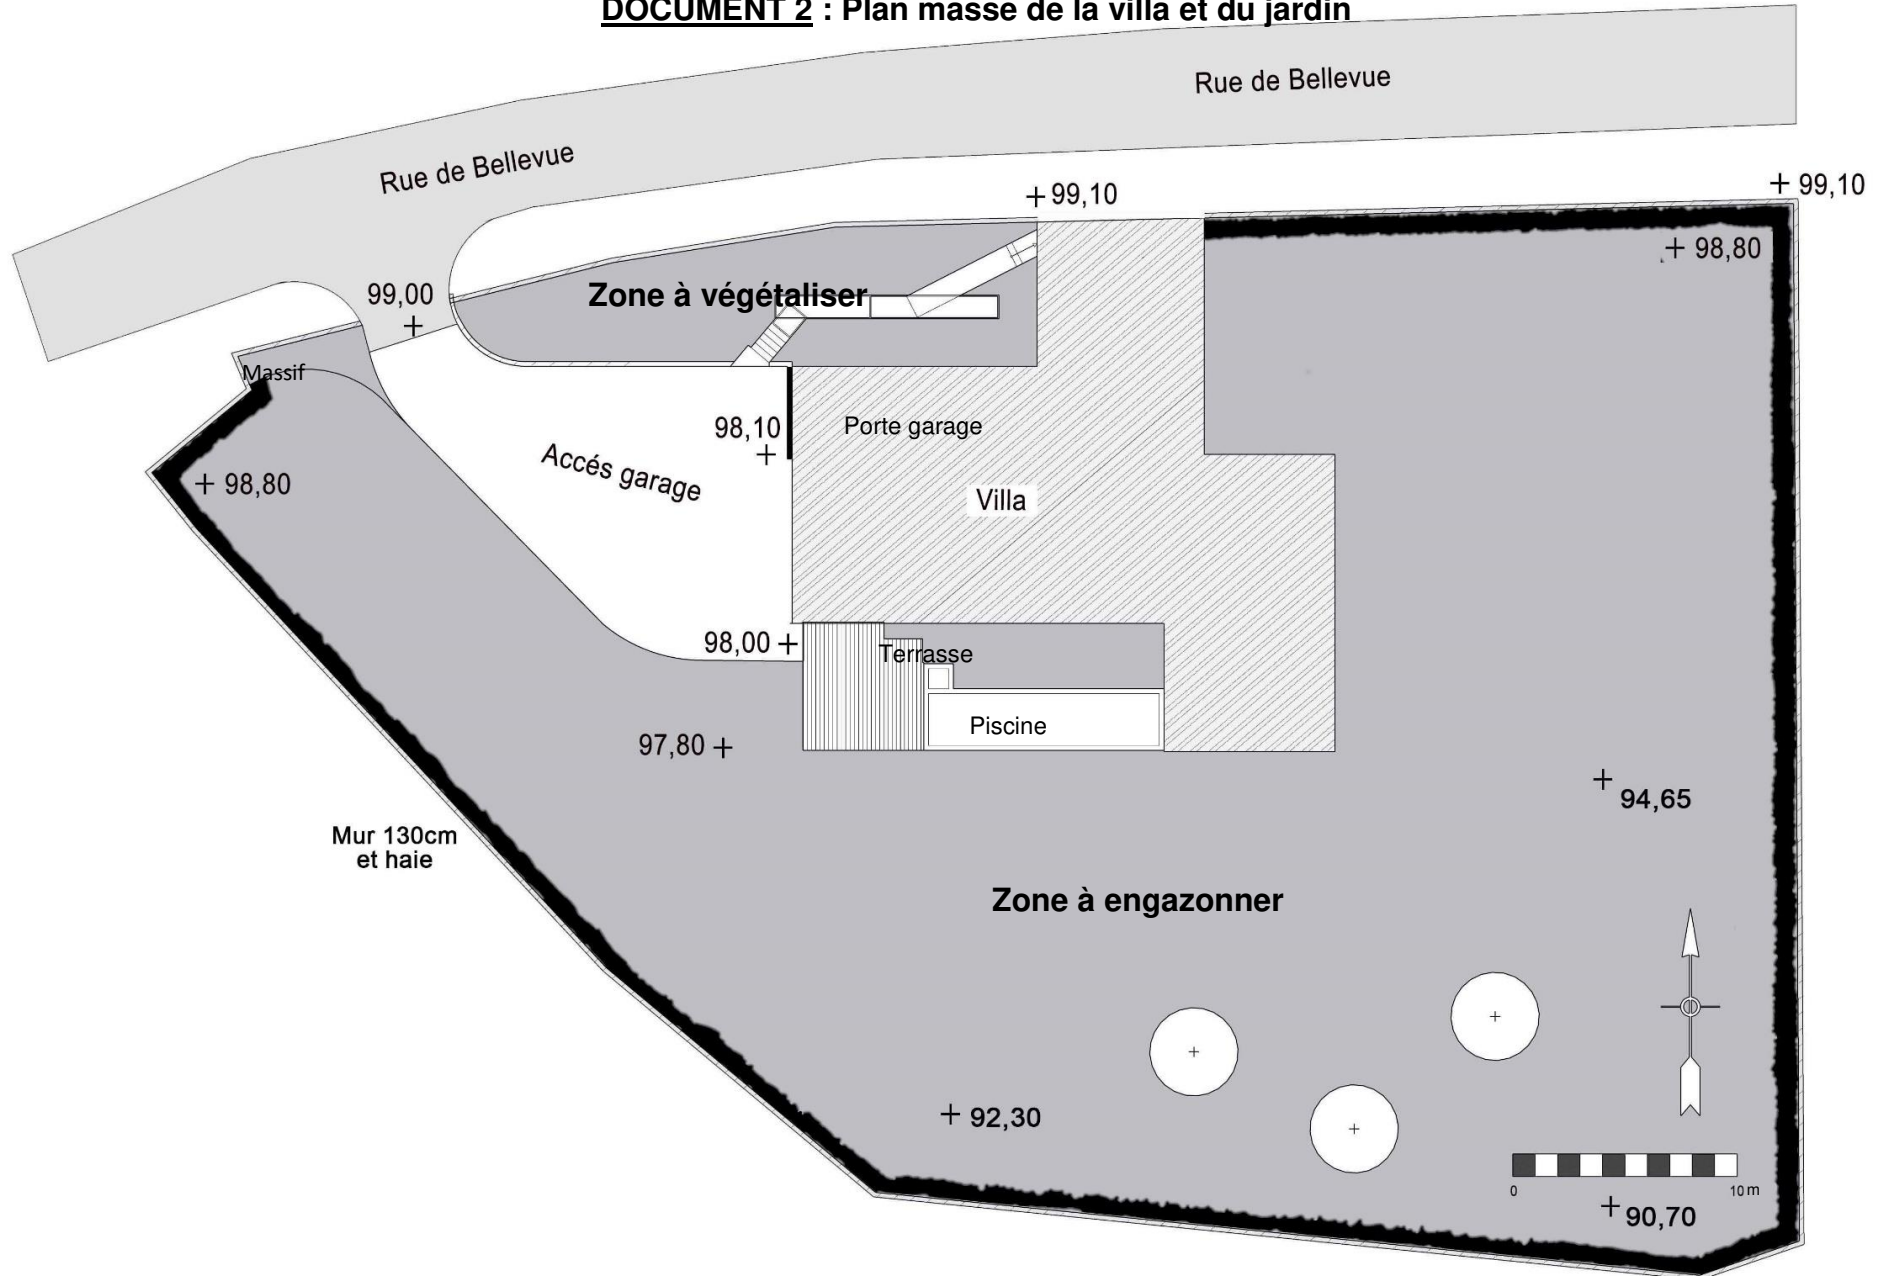 DOCUMENT 2 : Plan masse de la villa et du jardin
Rue de Bellevue
Rue de Bellevue
99,10
99,10
98,80
99,00
Zone à végétaliser
Massif
98,10
Porte garage
Accés garage
98,80
Villa
98,00
Terrasse
Piscine
97,80
94,65
Mur 130cm
et haie
Zone à engazonner
92,30
0
10 m
90,70